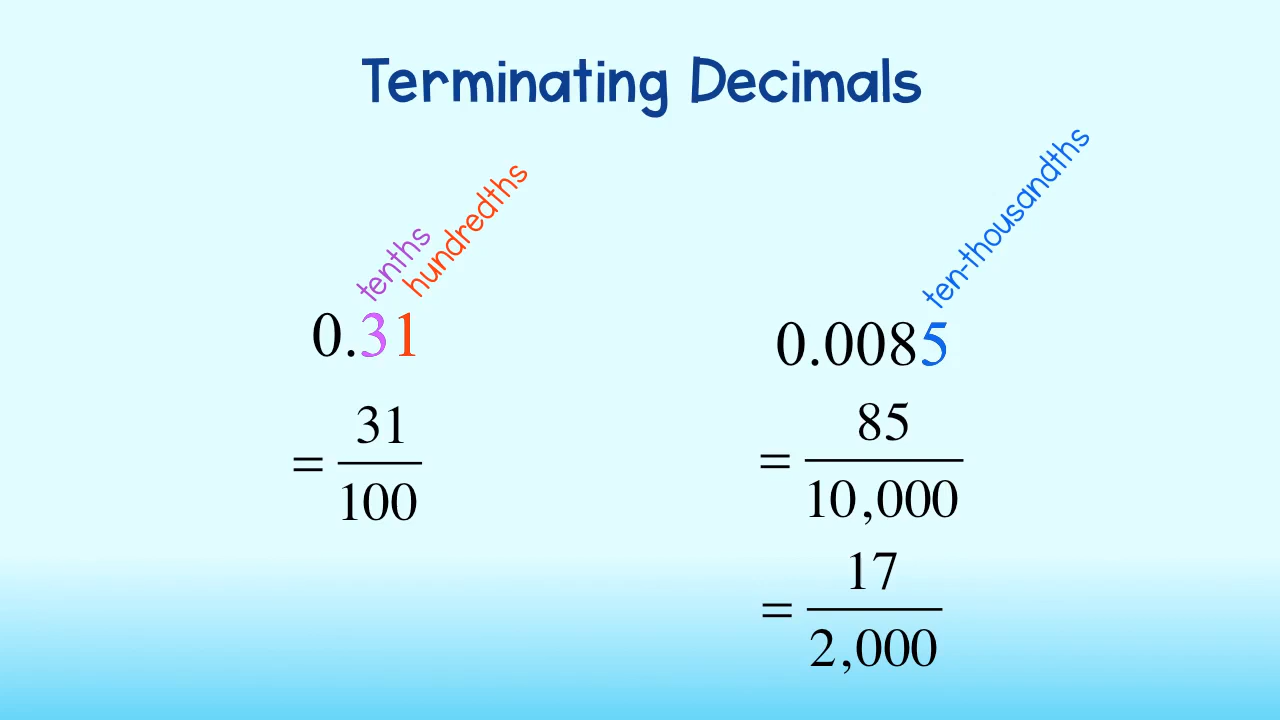 Terminating Decimals
tenths
hundredths
0.31
= 31
100
ten-thousandths
0.0085
= 85
10,000
= 17
2,000